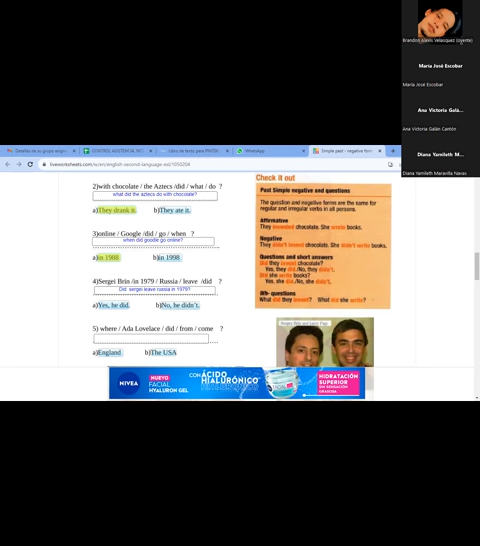 Brandon Alexis Velasquez (oyente)
Maria José Escobar
María José Escobar
Ana Victoria Gala...
Ana Victoria Galán Cantón
Diana Yamileth M...
Diana Yamileth Maravilla Navas
WhatsApp
Simple past - negative form
liveworksheets.com/w/en/english-second-language-esl/1050204
2)with chocolate / the Aztecs /did / what / do ?
what did the aztecs do with chocolate?
a)They drank it. b)They ate it.
3)online / Google /did / go / when ?
when did goodle go online?
a)in 1988 b)in 1998
4)Sergei Brin /in 1979 / Russia / leave /did ?
Did sergei leave russia in 1979?
a)Yes, he did. b)No, he didn't.
5) where / Ada Lovelace / did / from / come ?
a)England b)The USA
Check it out
Past Simple negative and questions
The question and negative forms are the same for
regular and irregular verbs in all persons.
Affirmative
They invented chocolate. She wrote books.
Negative
They didn't invent chocolate. She didn't write books.
Questions and short answers
Did they invent chocolate?
Yes, they did./No, they didn't.
Did she write books?
Yes, she did./No, she didn't.
Wh- questions
What did they invent? What did she write?
NIVEA
NUEVO
FACIAL
HYALURON GEL
CON ÁCIDO
HIALURÓNICO
HIDRATACIÓN
SUPERIOR
SIN SENSACIÓN
GRASOSA